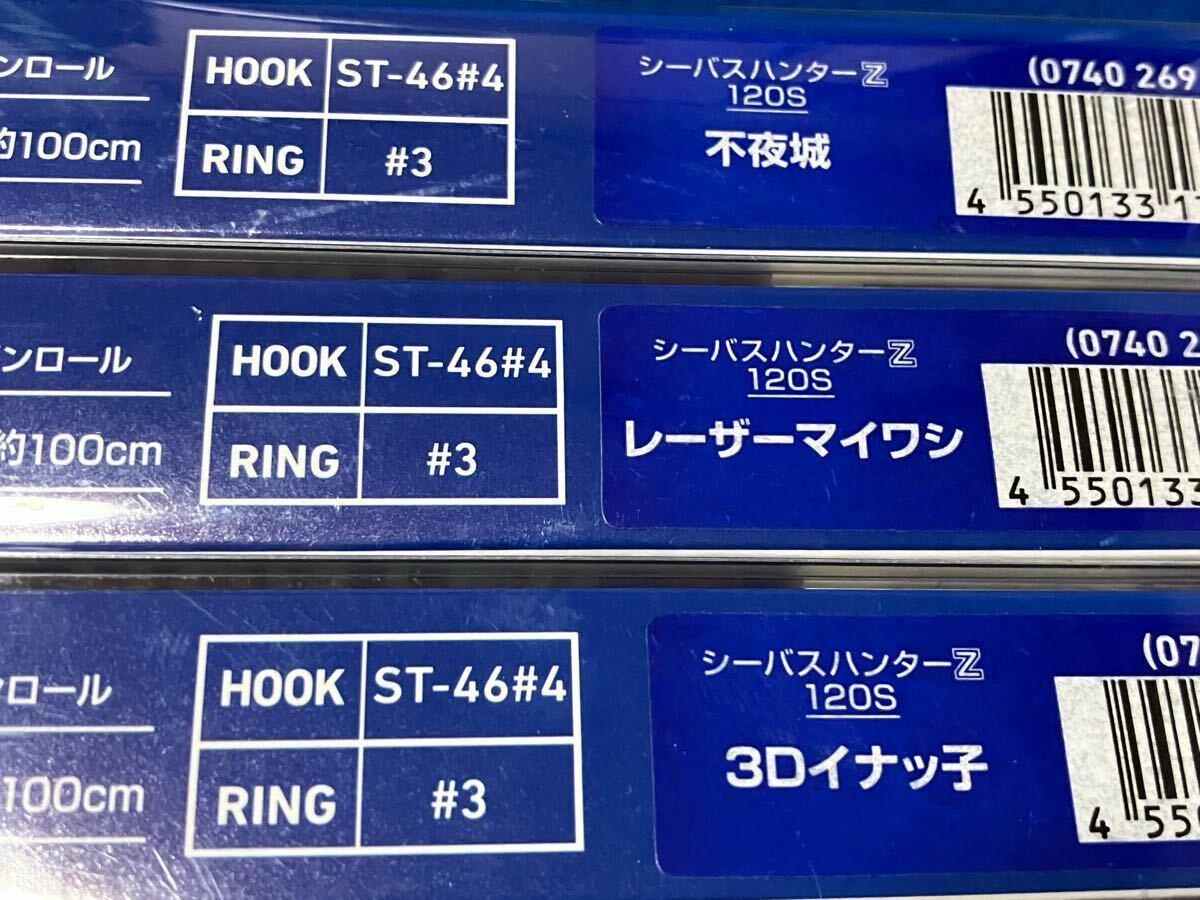 ンロール
約100cm
HOOK ST-46#4
RING #3
シーバスハンターZ
120S
不夜城
(0740 269
4 550133 1
ンロール
約100cm
HOOK ST-46#4
RING #3
シーバスハンターZ
120S
レーザーマイワシ
(0740 2
4 550133
ンロール
100cm
HOOK ST-46#4
RING #3
シーバスハンターZ
120S
3Dイナッ子
(07
4 550